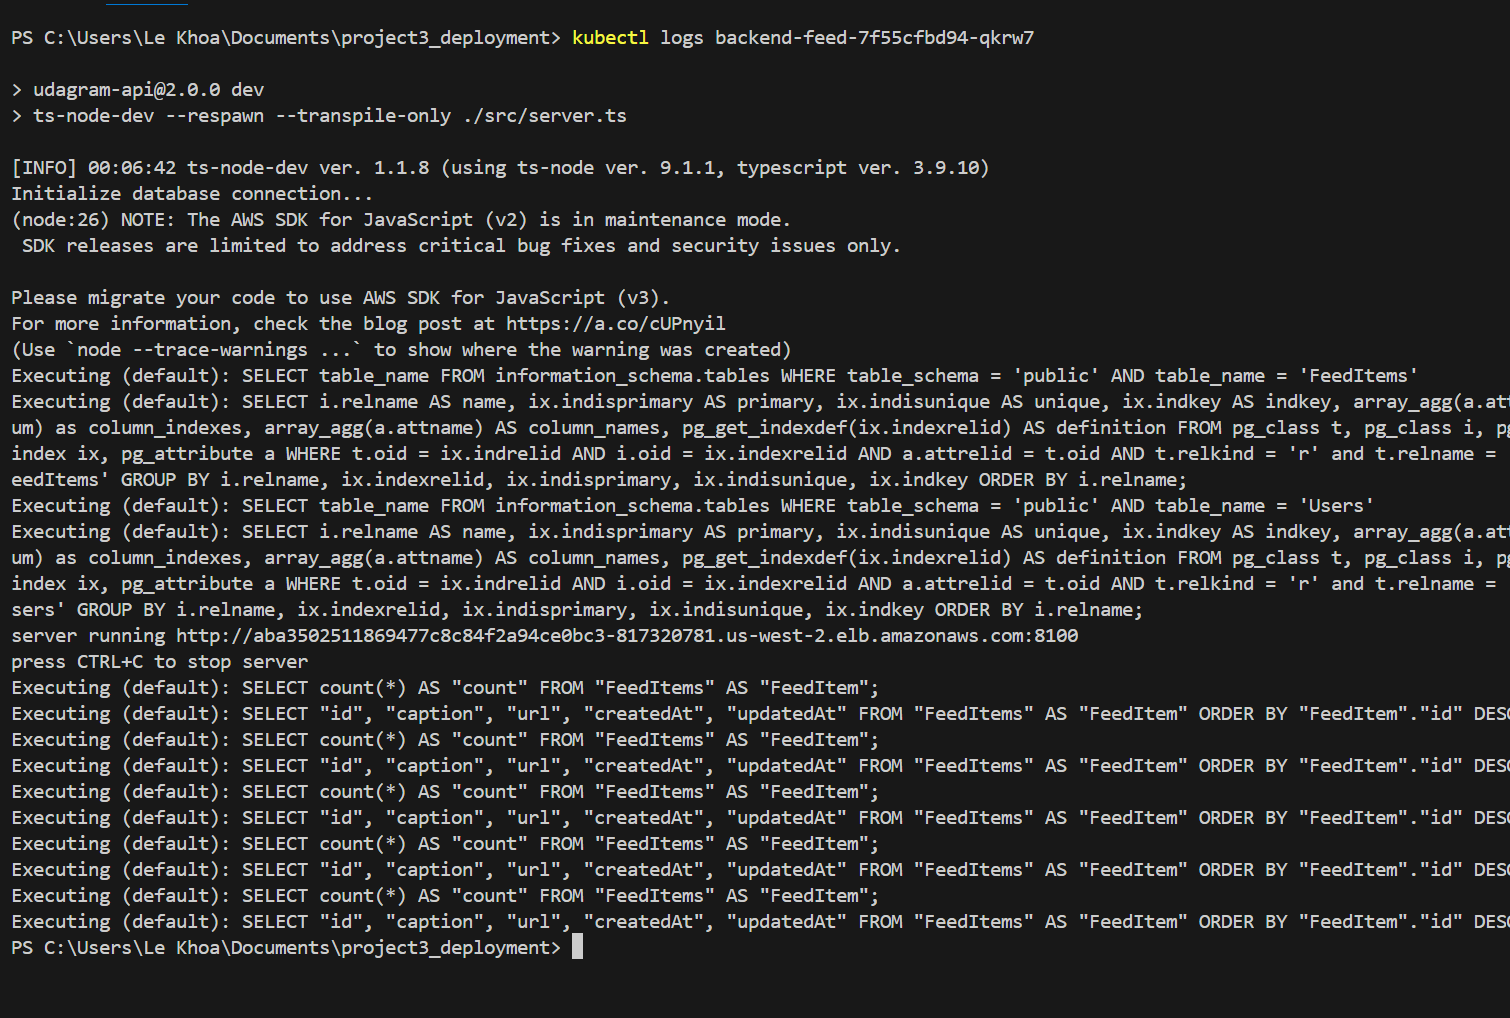 PS C:\Users\Le Khoa\Documents\project3_deployment> kubectl logs backend-feed-7f55cfbd94-qkrw7
> udagram-api@2.0.0 dev
> ts-node-dev --respawn --transpile-only ./src/server.ts
[INFO] 00:06:42 ts-node-dev ver. 1.1.8 (using ts-node ver. 9.1.1, typescript ver. 3.9.10)
Initialize database connection...
(node:26) NOTE: The AWS SDK for JavaScript (v2) is in maintenance mode.
 SDK releases are limited to address critical bug fixes and security issues only.
Please migrate your code to use AWS SDK for JavaScript (v3).
For more information, check the blog post at https://a.co/cUPnyil
(Use `node --trace-warnings ...` to show where the warning was created)
Executing (default): SELECT table_name FROM information_schema.tables WHERE table_schema = 'public' AND table_name = 'FeedItems'
Executing (default): SELECT i.relname AS name, ix.indisprimary AS primary, ix.indisunique AS unique, ix.indkey AS indkey, array_agg(a.att
um) as column_indexes, array_agg(a.attname) AS column_names, pg_get_indexdef(ix.indexrelid) AS definition FROM pg_class t, pg_class i, pg
index ix, pg_attribute a WHERE t.oid = ix.indrelid AND i.oid = ix.indexrelid AND a.attrelid = t.oid AND t.relkind = 'r' and t.relname =
eedItems' GROUP BY i.relname, ix.indexrelid, ix.indisprimary, ix.indisunique, ix.indkey ORDER BY i.relname;
Executing (default): SELECT table_name FROM information_schema.tables WHERE table_schema = 'public' AND table_name = 'Users'
Executing (default): SELECT i.relname AS name, ix.indisprimary AS primary, ix.indisunique AS unique, ix.indkey AS indkey, array_agg(a.att
um) as column_indexes, array_agg(a.attname) AS column_names, pg_get_indexdef(ix.indexrelid) AS definition FROM pg_class t, pg_class i, pg
index ix, pg_attribute a WHERE t.oid = ix.indrelid AND i.oid = ix.indexrelid AND a.attrelid = t.oid AND t.relkind = 'r' and t.relname =
sers' GROUP BY i.relname, ix.indexrelid, ix.indisprimary, ix.indisunique, ix.indkey ORDER BY i.relname;
server running http://aba3502511869477c8c84f2a94ce0bc3-817320781.us-west-2.elb.amazonaws.com:8100
press CTRL+C to stop server
Executing (default): SELECT count(*) AS "count" FROM "FeedItems" AS "FeedItem";
Executing (default): SELECT "id", "caption", "url", "createdAt", "updatedAt" FROM "FeedItems" AS "FeedItem" ORDER BY "FeedItem"."id" DESC
Executing (default): SELECT count(*) AS "count" FROM "FeedItems" AS "FeedItem";
Executing (default): SELECT "id", "caption", "url", "createdAt", "updatedAt" FROM "FeedItems" AS "FeedItem" ORDER BY "FeedItem"."id" DESC
Executing (default): SELECT count(*) AS "count" FROM "FeedItems" AS "FeedItem";
Executing (default): SELECT "id", "caption", "url", "createdAt", "updatedAt" FROM "FeedItems" AS "FeedItem" ORDER BY "FeedItem"."id" DESC
Executing (default): SELECT count(*) AS "count" FROM "FeedItems" AS "FeedItem";
Executing (default): SELECT "id", "caption", "url", "createdAt", "updatedAt" FROM "FeedItems" AS "FeedItem" ORDER BY "FeedItem"."id" DESC
Executing (default): SELECT count(*) AS "count" FROM "FeedItems" AS "FeedItem";
Executing (default): SELECT "id", "caption", "url", "createdAt", "updatedAt" FROM "FeedItems" AS "FeedItem" ORDER BY "FeedItem"."id" DESC
PS C:\Users\Le Khoa\Documents\project3_deployment>